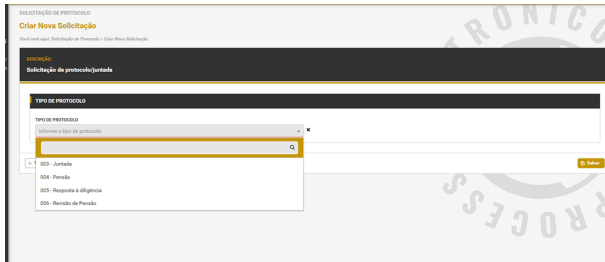 SOLICITAÇÃO DE PROTOCOLO
Criar Nova Solicitação
Você está aqui: Solicitação de Protocolo » Criar Nova Solicitação
DESCRIÇÃO:
Solicitação de protocolo/juntada
TIPO DE PROTOCOLO
TIPO DE PROTOCOLO
Informe o tipo de protocolo
003 - Juntada
004 - Pensão
005 - Resposta à diligência
006 - Revisão de Pensão
Salvar
TRONICO
PROCESS